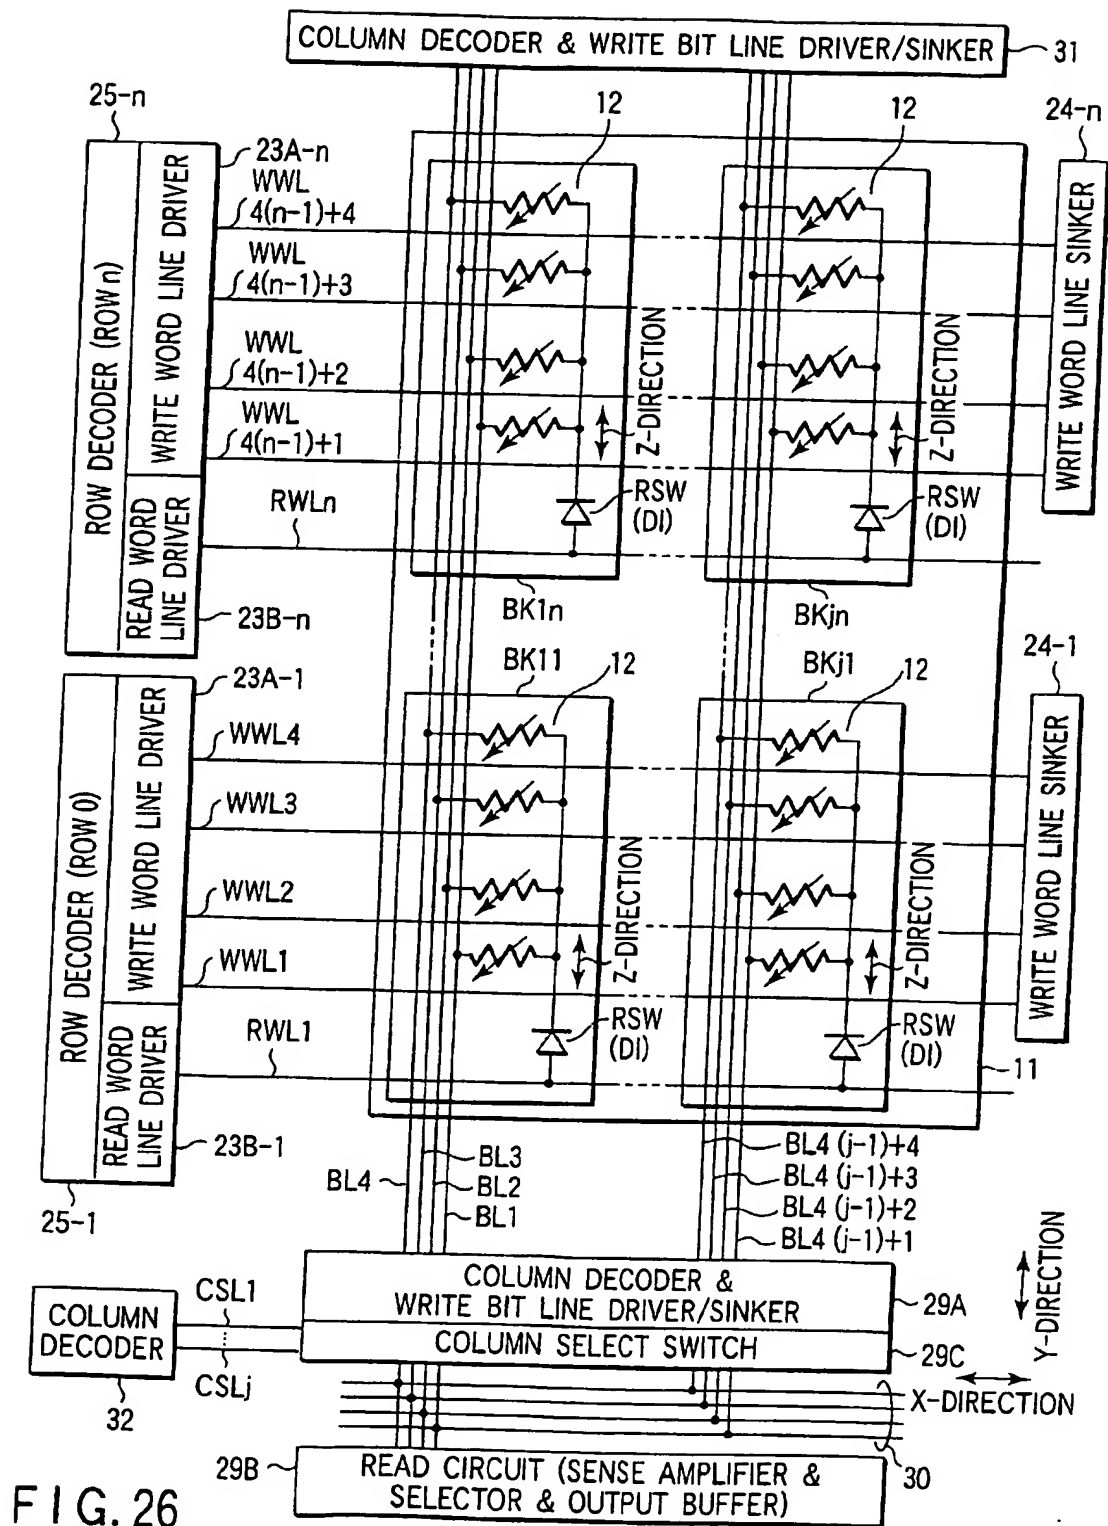 COLUMN DECODER & WRITE BIT LINE DRIVER/SINKER
31
25-n
12
12
24-n
ROW DECODER (ROW n)
WRITE WORD LINE DRIVER
READ WORD
LINE DRIVER
23A-n
WWL
4(n-1)+4
WWL
4(n-1)+3
WWL
4(n-1)+2
WWL
4(n-1)+1
RWLn
23B-n
Z-DIRECTION
RSW
(DI)
BK1n
Z-DIRECTION
RSW
(DI)
BKjn
WRITE WORD LINE SINKER
ROW DECODER (ROW 0)
WRITE WORD LINE DRIVER
READ WORD
LINE DRIVER
23A-1
WWL4
WWL3
WWL2
WWL1
RWL1
23B-1
25-1
BK11
12
Z-DIRECTION
RSW
(DI)
BKj1
12
Z-DIRECTION
RSW
(DI)
24-1
WRITE WORD LINE SINKER
11
BL4
BL3
BL2
BL1
BL4 (j-1)+4
BL4 (j-1)+3
BL4 (j-1)+2
BL4 (j-1)+1
COLUMN
DECODER
32
CSL1
CSLj
COLUMN DECODER &
WRITE BIT LINE DRIVER/SINKER
29A
COLUMN SELECT SWITCH
29C
Y-DIRECTION
X-DIRECTION
30
29B
READ CIRCUIT (SENSE AMPLIFIER &
SELECTOR & OUTPUT BUFFER)
FIG. 26